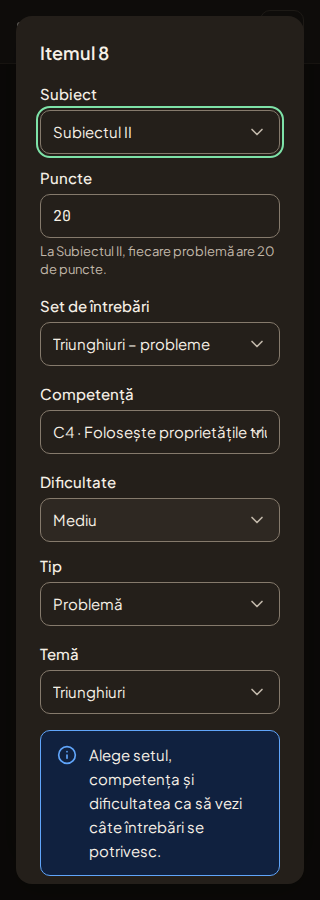 Itemul 8
Subiect
Subiectul II
Puncte
20
La Subiectul II, fiecare problemă are 20
de puncte.
Set de întrebări
Triunghiuri – probleme
Competență
C4 · Folosește proprietățile
Dificultate
Mediu
Tip
Problemă
Temă
Triunghiuri
Alege setul,
competența și
dificultatea ca să vezi
câte întrebări se
potrivesc.